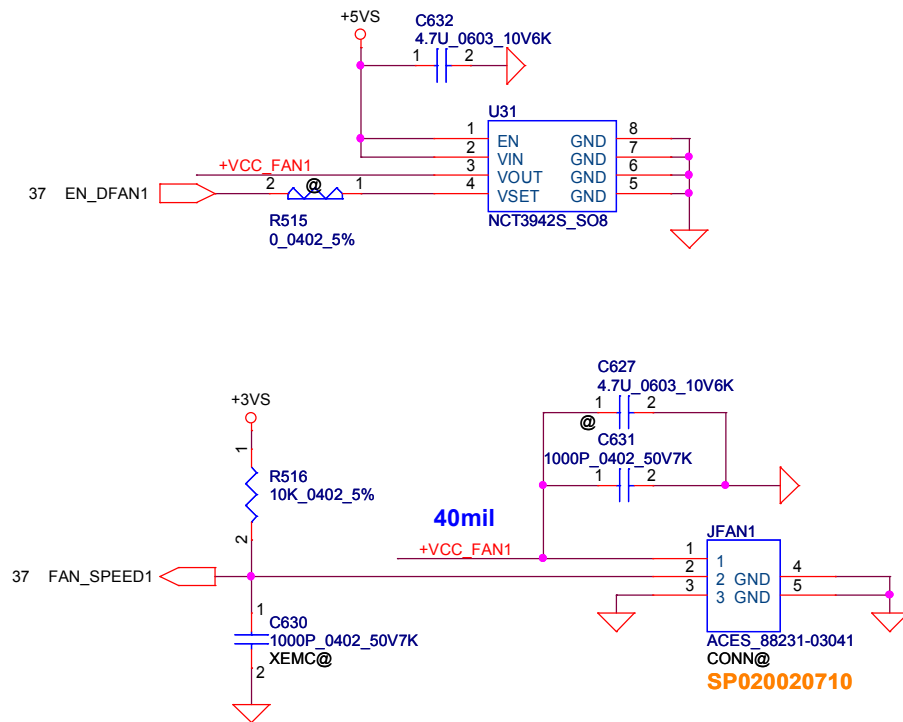 +5VS
C632
4.7U_0603_10V6K
1 2
U31
1 EN GND 8
2 VIN GND 7
+VCC_FAN1 3 VOUT GND 6
37 EN_DFAN1 2 @ 1 4 VSET GND 5
R515
0_0402_5%
NCT3942S_SO8
C627
4.7U_0603_10V6K
1 2
@
C631
1000P_0402_50V7K
1 2
+3VS
1
R516
10K_0402_5%
2
40mil
+VCC_FAN1
JFAN1
1 1
2 2 GND 4
3 3 GND 5
37 FAN_SPEED1
1
C630
1000P_0402_50V7K
XEMC@
2
ACES_88231-03041
CONN@
SP020020710